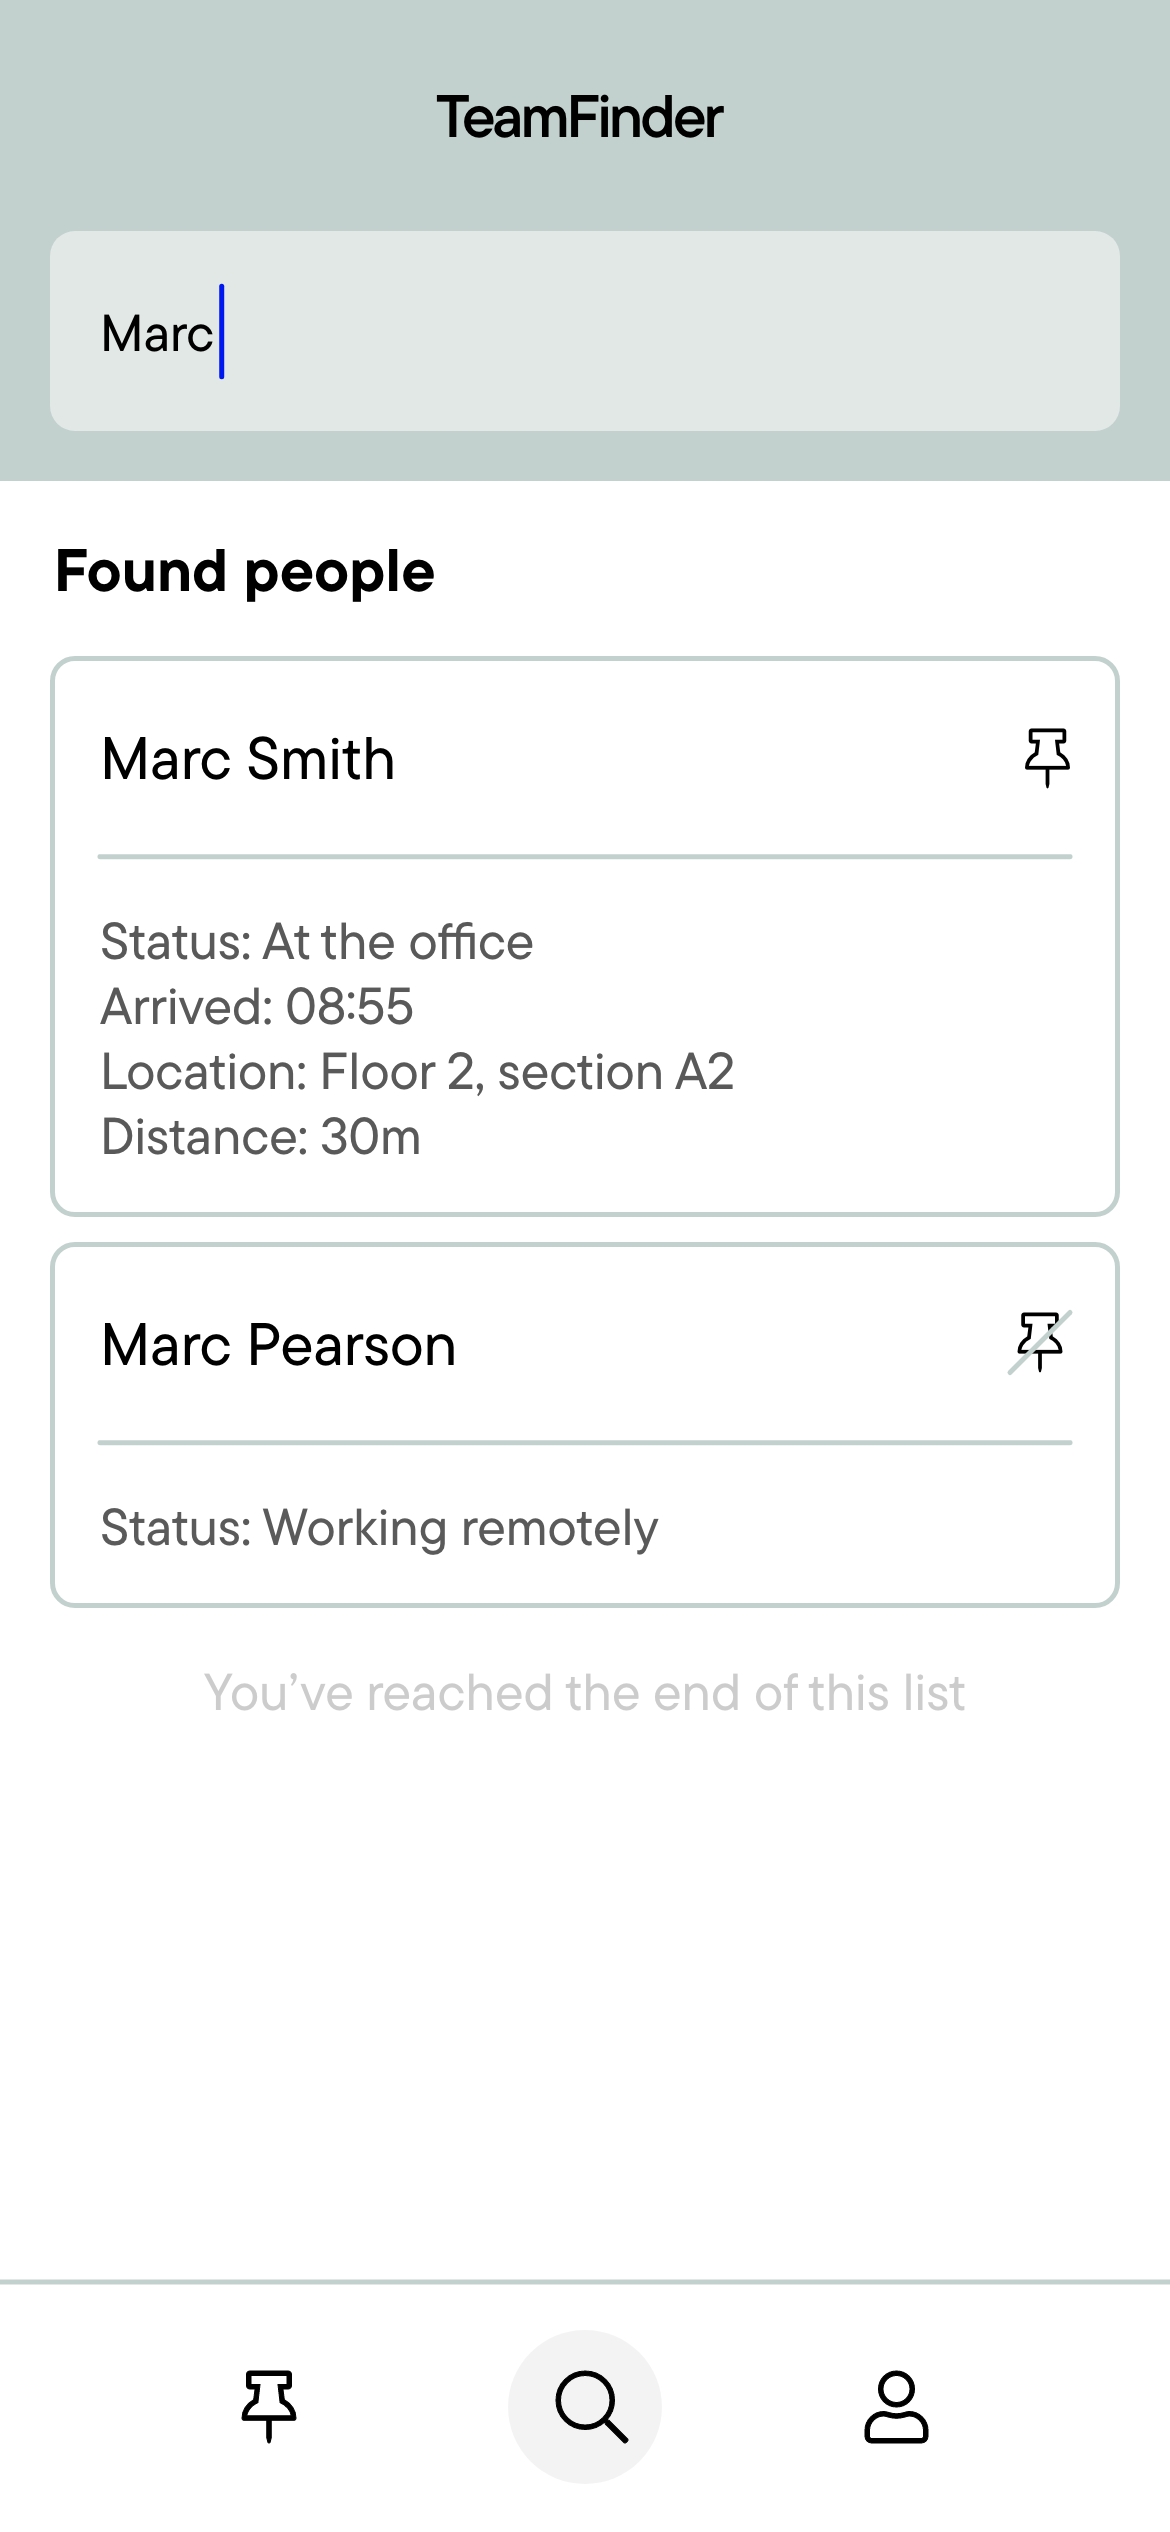 TeamFinder
Marc
Found people
Marc Smith
Status: At the office
Arrived: 08:55
Location: Floor 2, section A2
Distance: 30m
Marc Pearson
Status: Working remotely
You’ve reached the end of this list